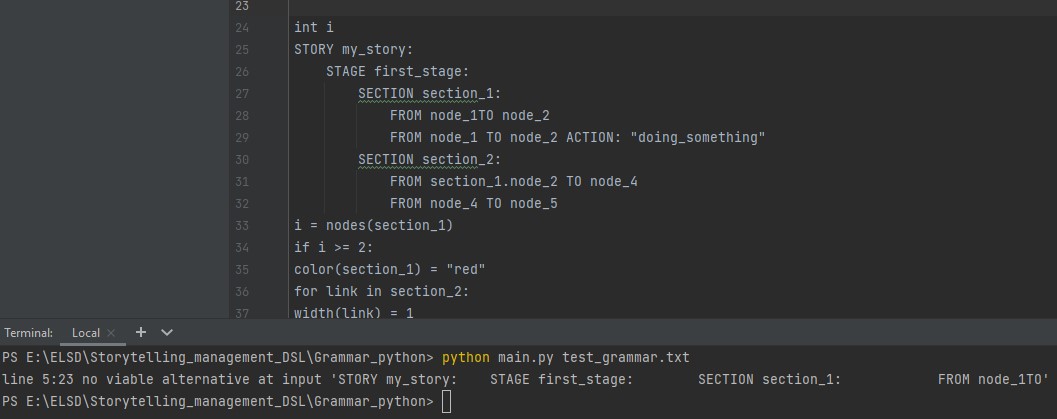 23
24 int i
25 STORY my_story:
26 STAGE first_stage:
27 SECTION section_1:
28 FROM node_1TO node_2
29 FROM node_1 TO node_2 ACTION: "doing_something"
30 SECTION section_2:
31 FROM section_1.node_2 TO node_4
32 FROM node_4 TO node_5
33 i = nodes(section_1)
34 if i >= 2:
35 color(section_1) = "red"
36 for link in section_2:
37 width(link) = 1
Terminal: Local × +
PS E:\ELSD\Storytelling_management_DSL\Grammar_python> python main.py test_grammar.txt
line 5:23 no viable alternative at input 'STORY my_story:    STAGE first_stage:        SECTION section_1:            FROM node_1TO'
PS E:\ELSD\Storytelling_management_DSL\Grammar_python>